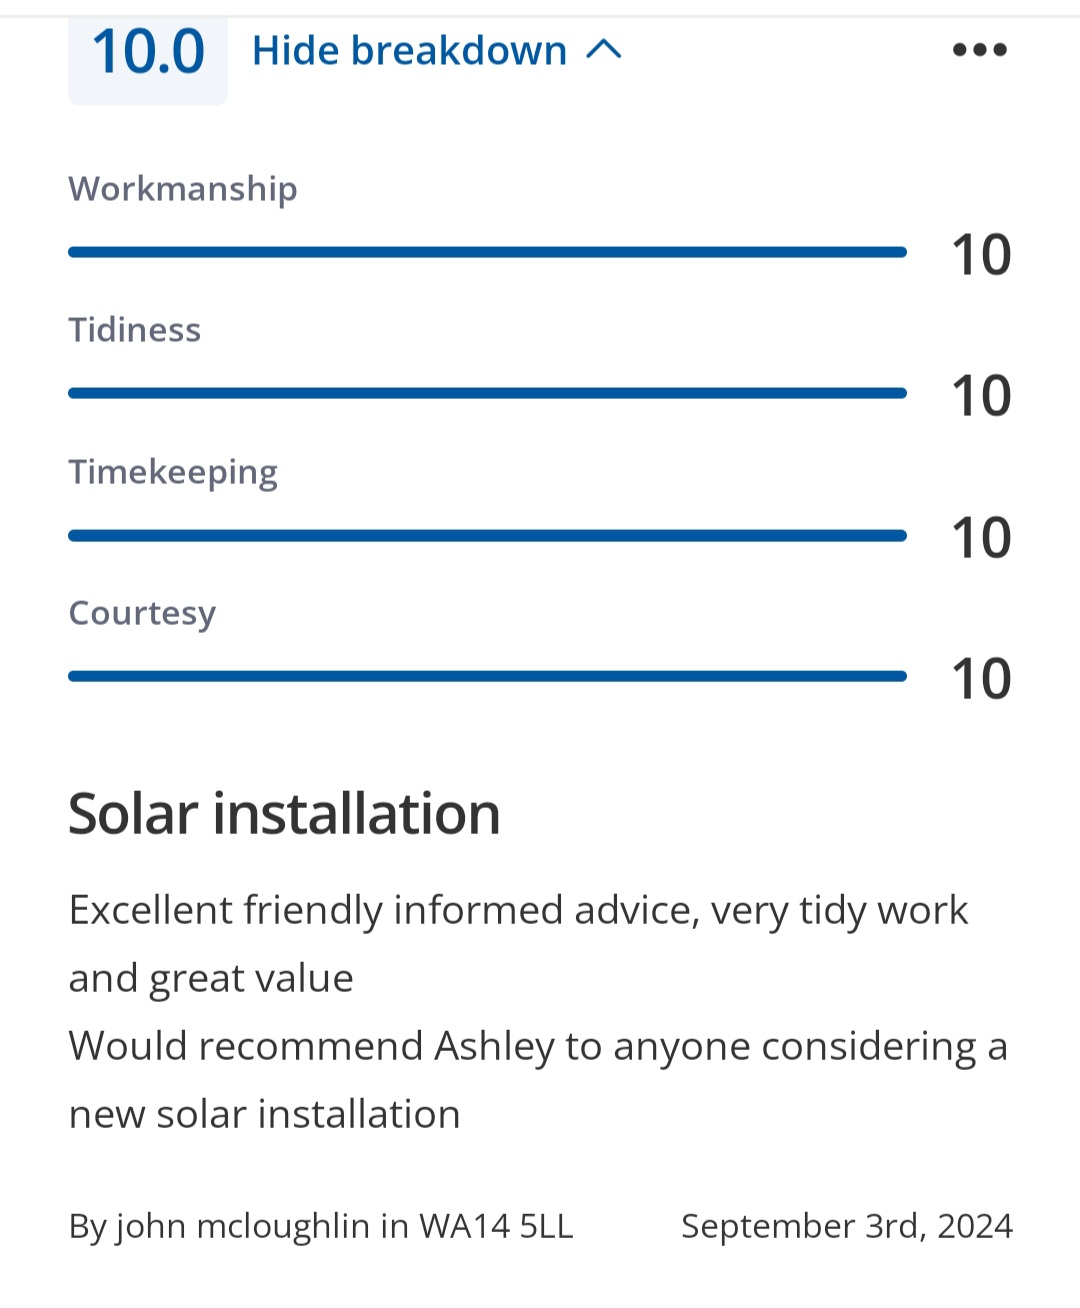 10.0 Hide breakdown
Workmanship
10
Tidiness
10
Timekeeping
10
Courtesy
10
Solar installation
Excellent friendly informed advice, very tidy work
and great value
Would recommend Ashley to anyone considering a
new solar installation
By john mcloughlin in WA14 5LL September 3rd, 2024